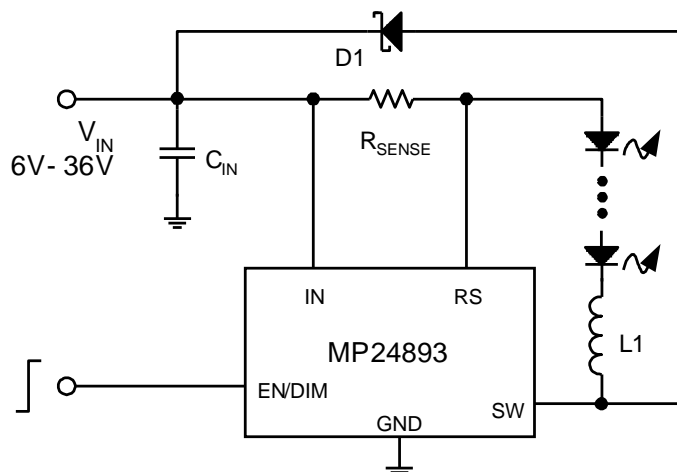 D1
V_IN
6V- 36V
C_IN
R_SENSE
IN
RS
MP24893
L1
EN/DIM
SW
GND